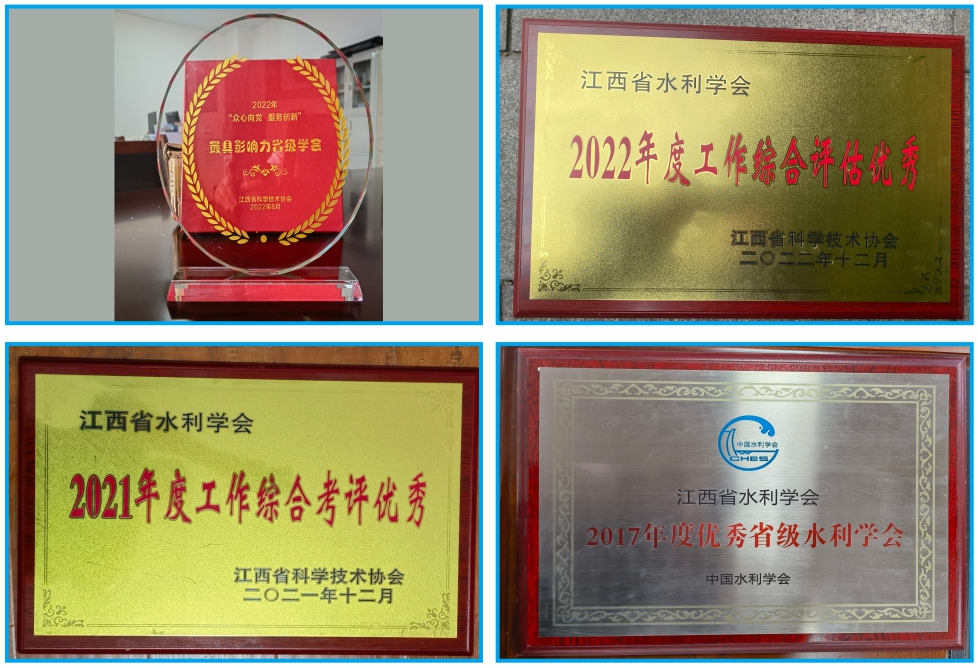 2022年
“众心向党 服务创新”
最具影响力省级学会
江西省科学技术协会
2022年8月
江西省水利学会
2022年度工作综合评估优秀
江西省科学技术协会
二〇二二年十二月
江西省水利学会
2021年度工作综合考评优秀
江西省科学技术协会
二〇二一年十二月
中国水利学会
CHES
江西省水利学会
2017年度优秀省级水利学会
中国水利学会